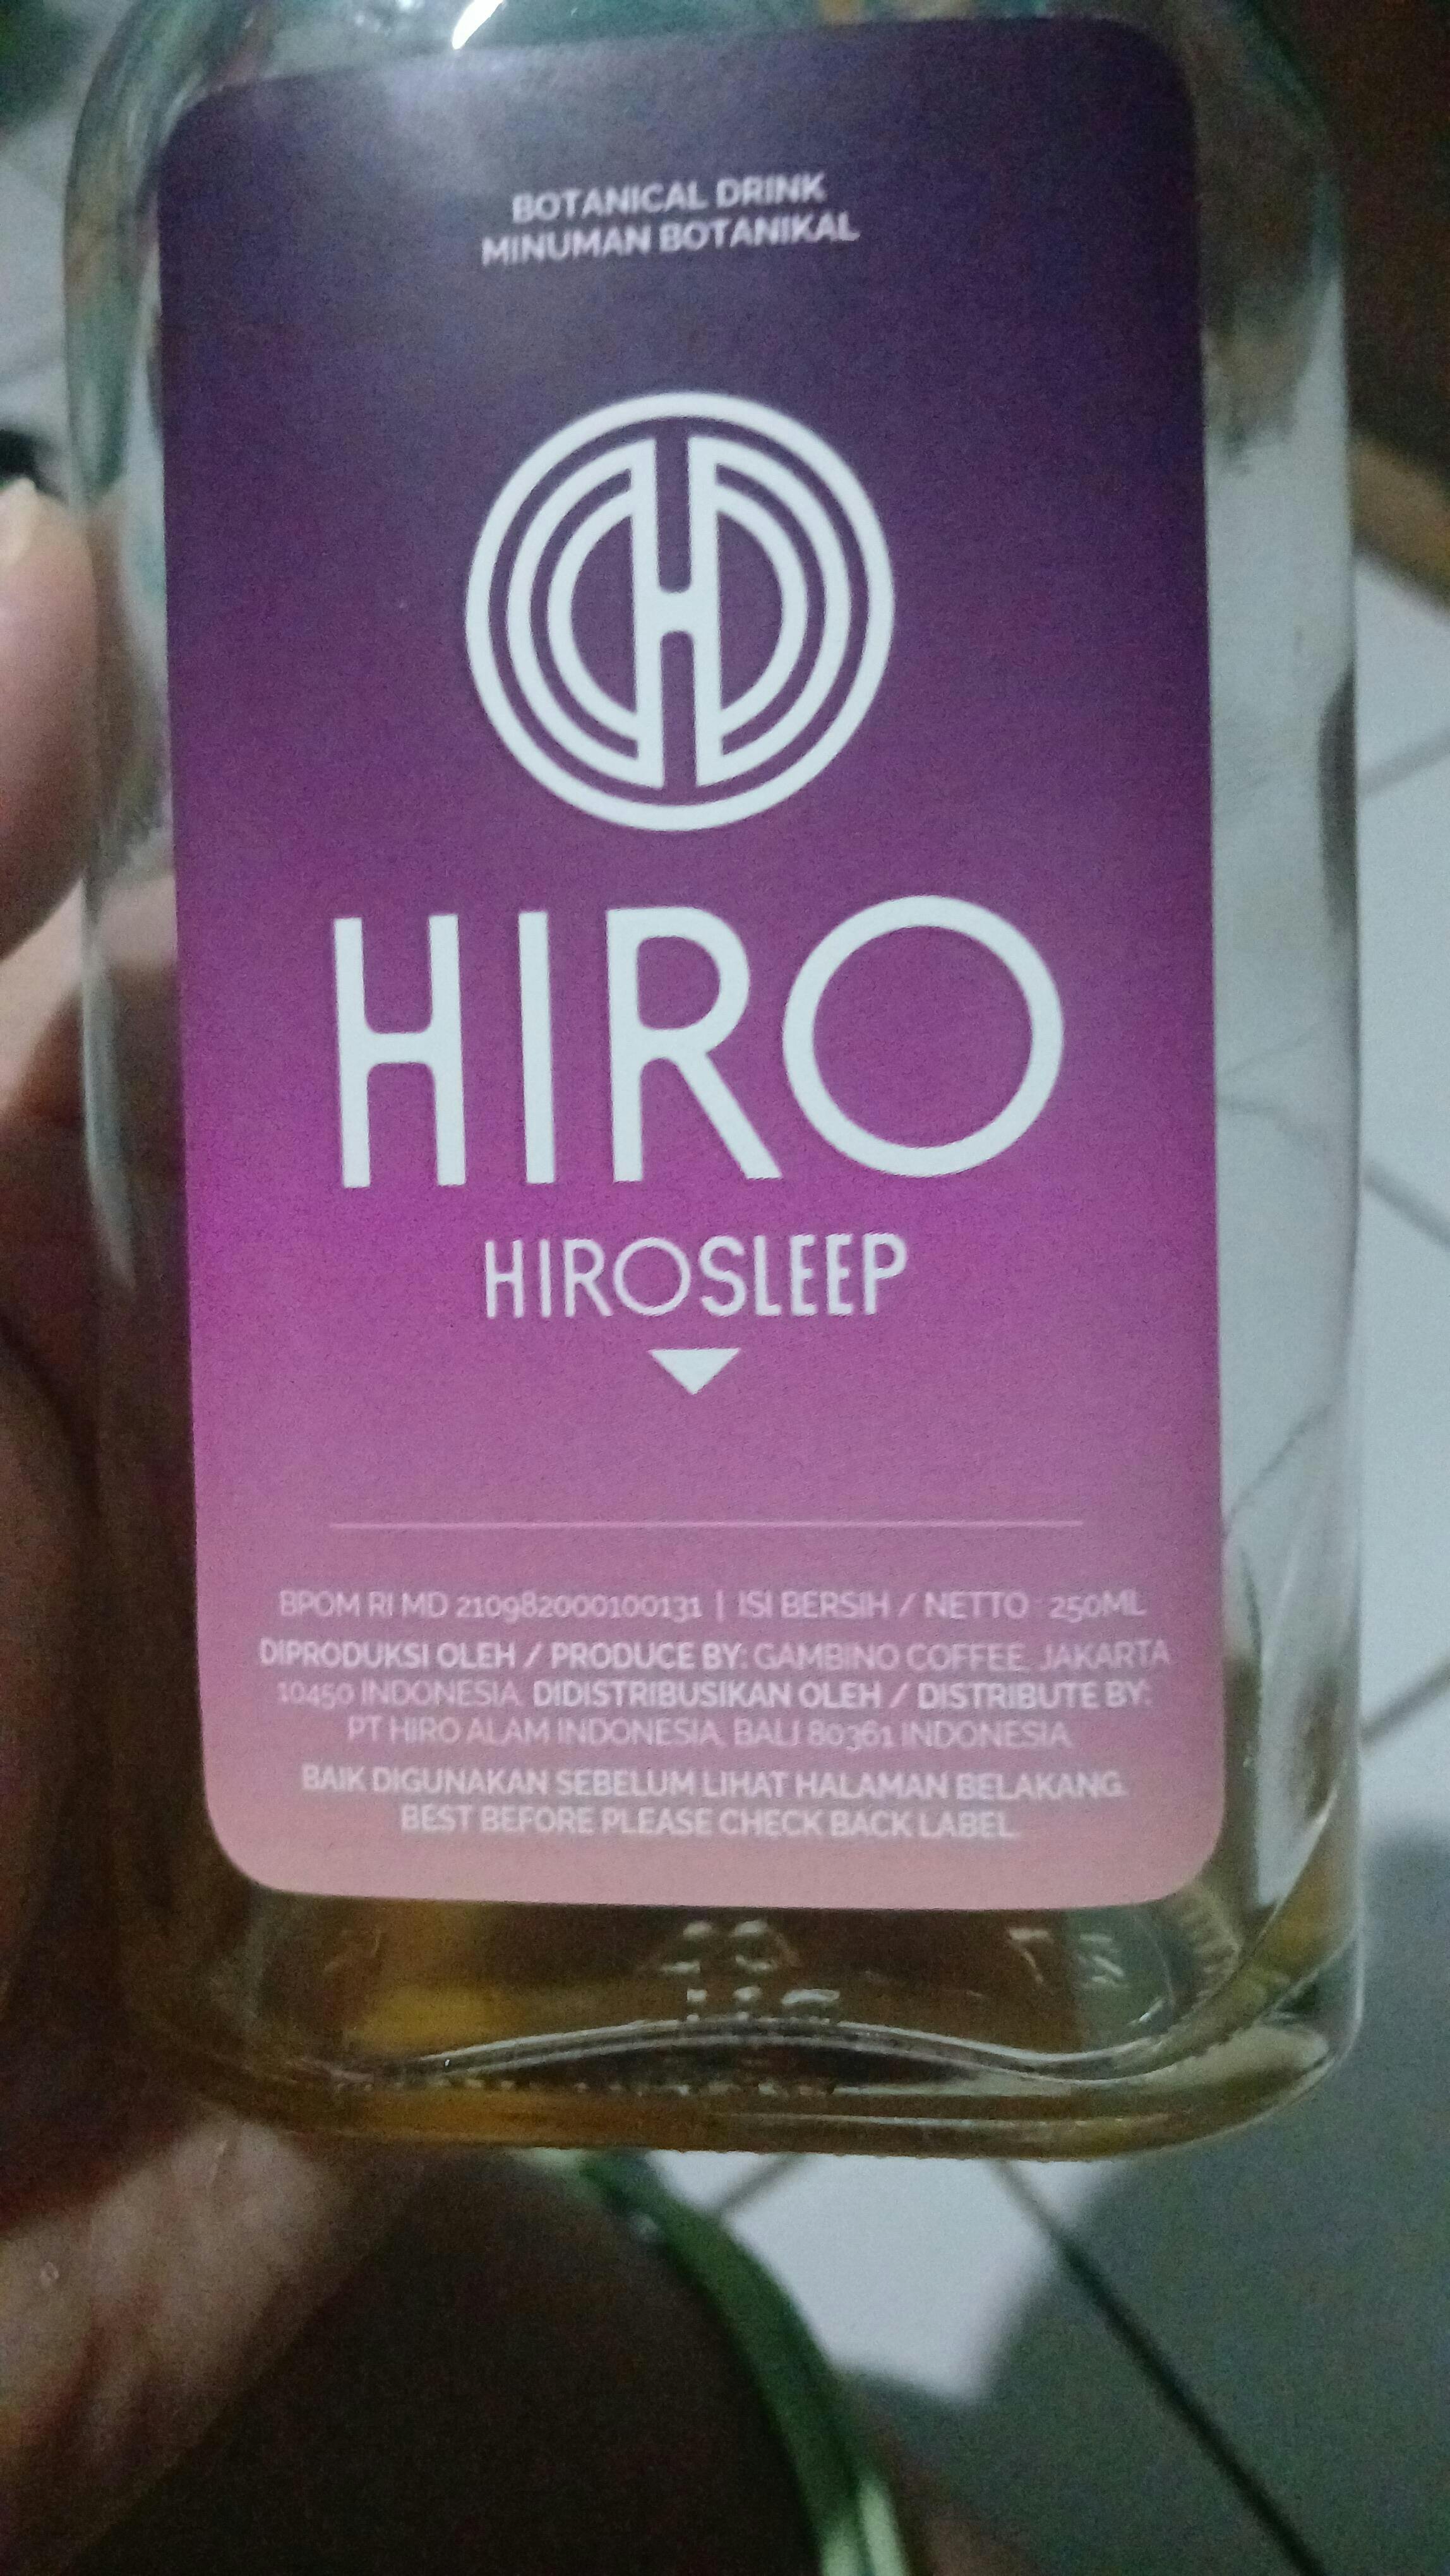 BOTANICAL DRINK
MINUMAN BOTANIKAL
H
HIRO
HIROSLEEP
BPOM RI MD 210982000100131 | ISI BERSIH / NETTO : 250ML
DIPRODUKSI OLEH / PRODUCE BY: GAMBINO COFFEE, JAKARTA
10450 INDONESIA. DIDISTRIBUSIKAN OLEH / DISTRIBUTE BY:
PT HIRO ALAM INDONESIA, BALI 80361 INDONESIA.
BAIK DIGUNAKAN SEBELUM LIHAT HALAMAN BELAKANG.
BEST BEFORE PLEASE CHECK BACK LABEL.